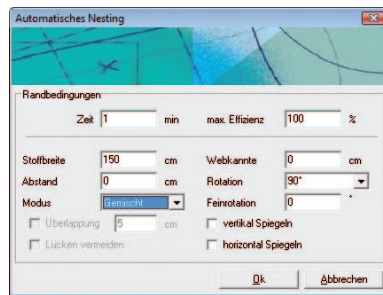 Automatisches Nesting
Randbedingungen
Zeit 1 min max. Effizienz 100 %
Stoffbreite 150 cm Webkante 0 cm
Abstand 0 cm Rotation 90°
Modus Gemischt Feinrotation 0 °
Überlappung 5 cm vertikal Spiegeln
Lücken vermeiden horizontal Spiegeln
Ok Abbrechen